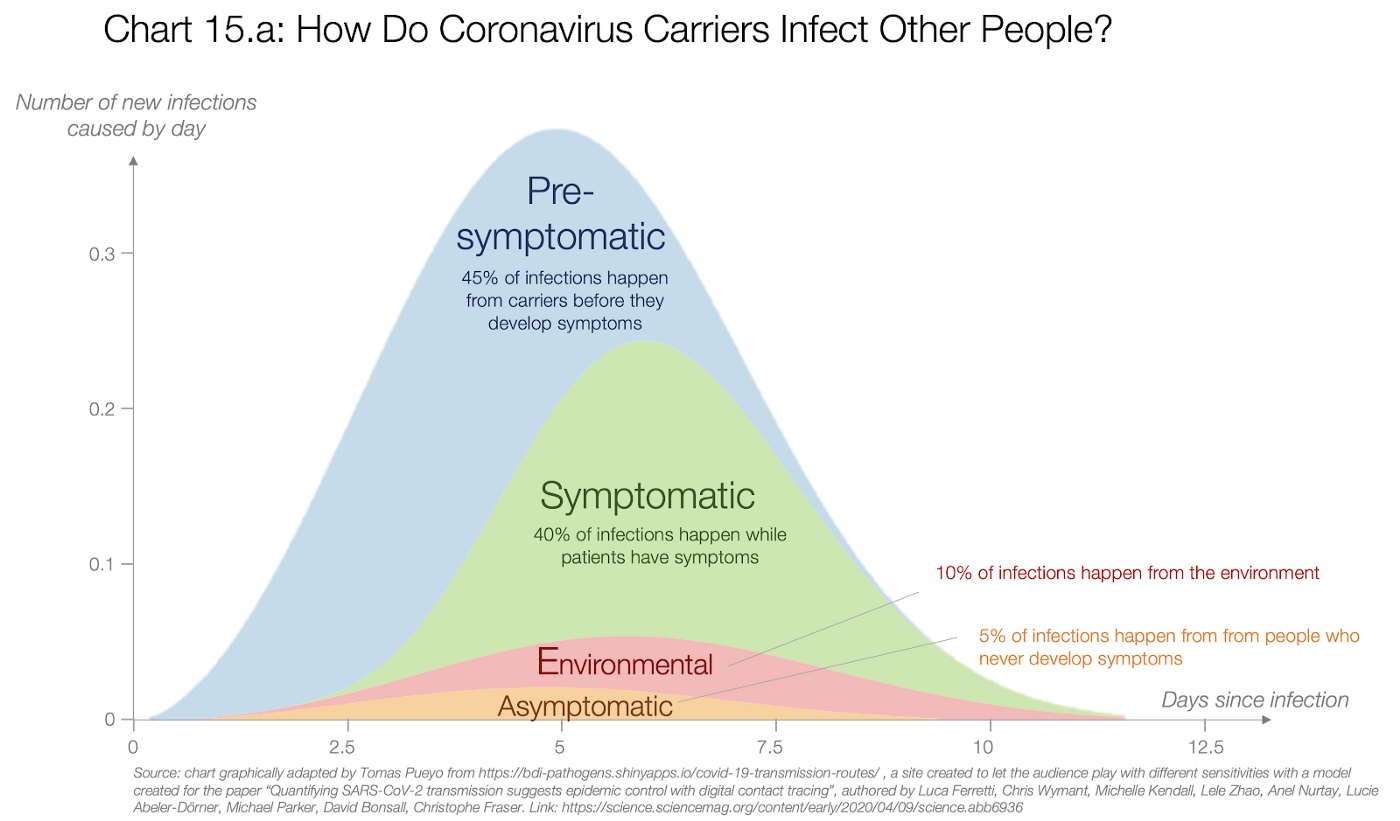 Chart 15.a: How Do Coronavirus Carriers Infect Other People?
Number of new infections
caused by day
0.3
0.2
0.1
0
Pre-
symptomatic
45% of infections happen
from carriers before they
develop symptoms
Symptomatic
40% of infections happen while
patients have symptoms
10% of infections happen from the environment
5% of infections happen from from people who
never develop symptoms
Environmental
Asymptomatic
Days since infection
0
2.5
5
7.5
10
12.5
Source: chart graphically adapted by Tomas Pueyo from https://bdi-pathogens.shinyapps.io/covid-19-transmission-routes/ , a site created to let the audience play with different sensitivities with a model
created for the paper “Quantifying SARS-CoV-2 transmission suggests epidemic control with digital contact tracing”, authored by Luca Ferretti, Chris Wymant, Michelle Kendall, Lele Zhao, Anel Nurtay, Lucie
Abeler-Dörner, Michael Parker, David Bonsall, Christophe Fraser. Link: https://science.sciencemag.org/content/early/2020/04/09/science.abb6936